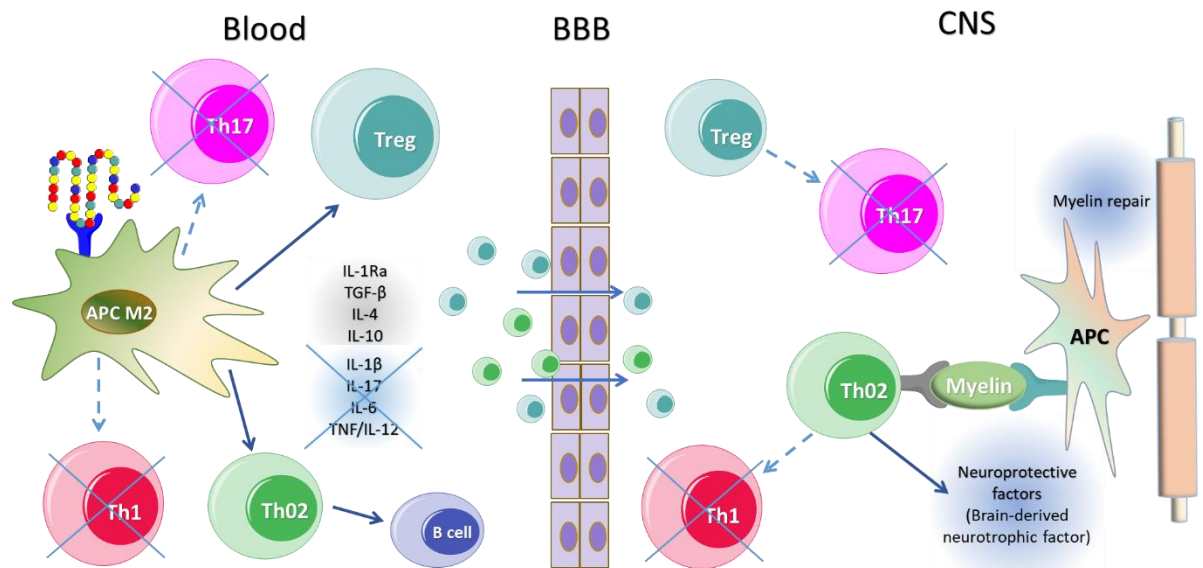 Blood
BBB
CNS
Th17
Treg
APC M2
IL-1Ra
TGF-β
IL-4
IL-10
IL-1β
IL-17
IL-6
TNF/IL-12
Th1
Th02
B cell
Treg
Th17
Myelin repair
APC
Th02
Myelin
Th1
Neuroprotective
factors
(Brain-derived
neurotrophic factor)